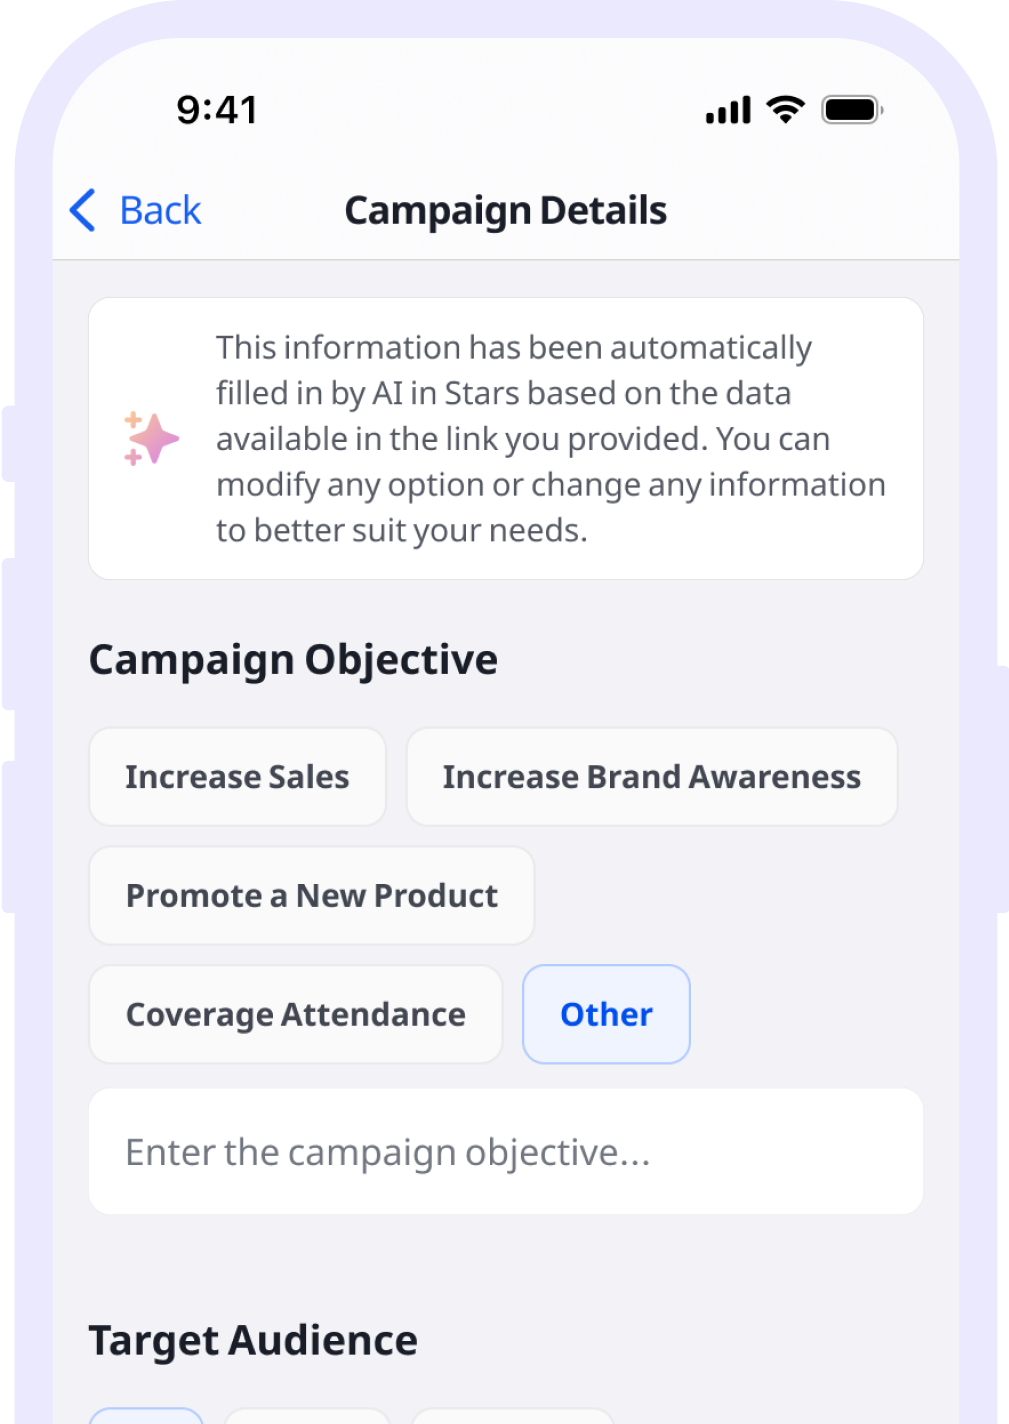 9:41
Back
Campaign Details
This information has been automatically
filled in by AI in Stars based on the data
available in the link you provided. You can
modify any option or change any information
to better suit your needs.
Campaign Objective
Increase Sales
Increase Brand Awareness
Promote a New Product
Coverage Attendance
Other
Enter the campaign objective...
Target Audience